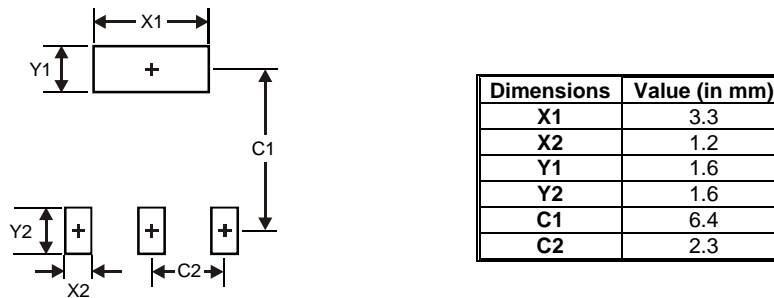 X1
Y1
C1
Y2
C2
X2
Dimensions Value (in mm)
X1 3.3
X2 1.2
Y1 1.6
Y2 1.6
C1 6.4
C2 2.3